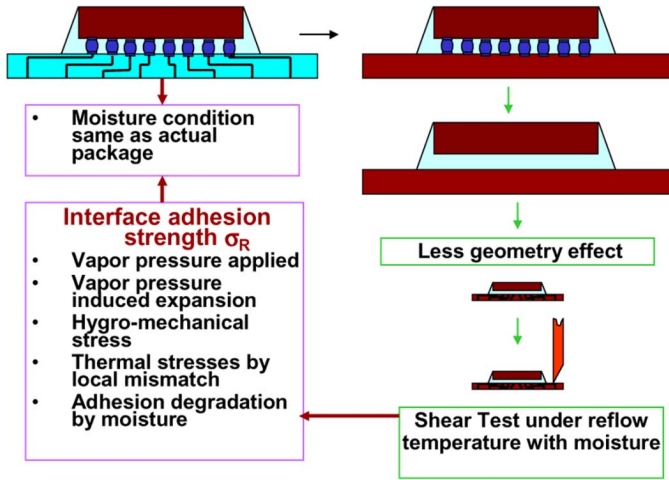 • Moisture condition
same as actual
package
Interface adhesion
strength σR
• Vapor pressure applied
• Vapor pressure
induced expansion
• Hygro-mechanical
stress
• Thermal stresses by
local mismatch
• Adhesion degradation
by moisture
Less geometry effect
Shear Test under reflow
temperature with moisture